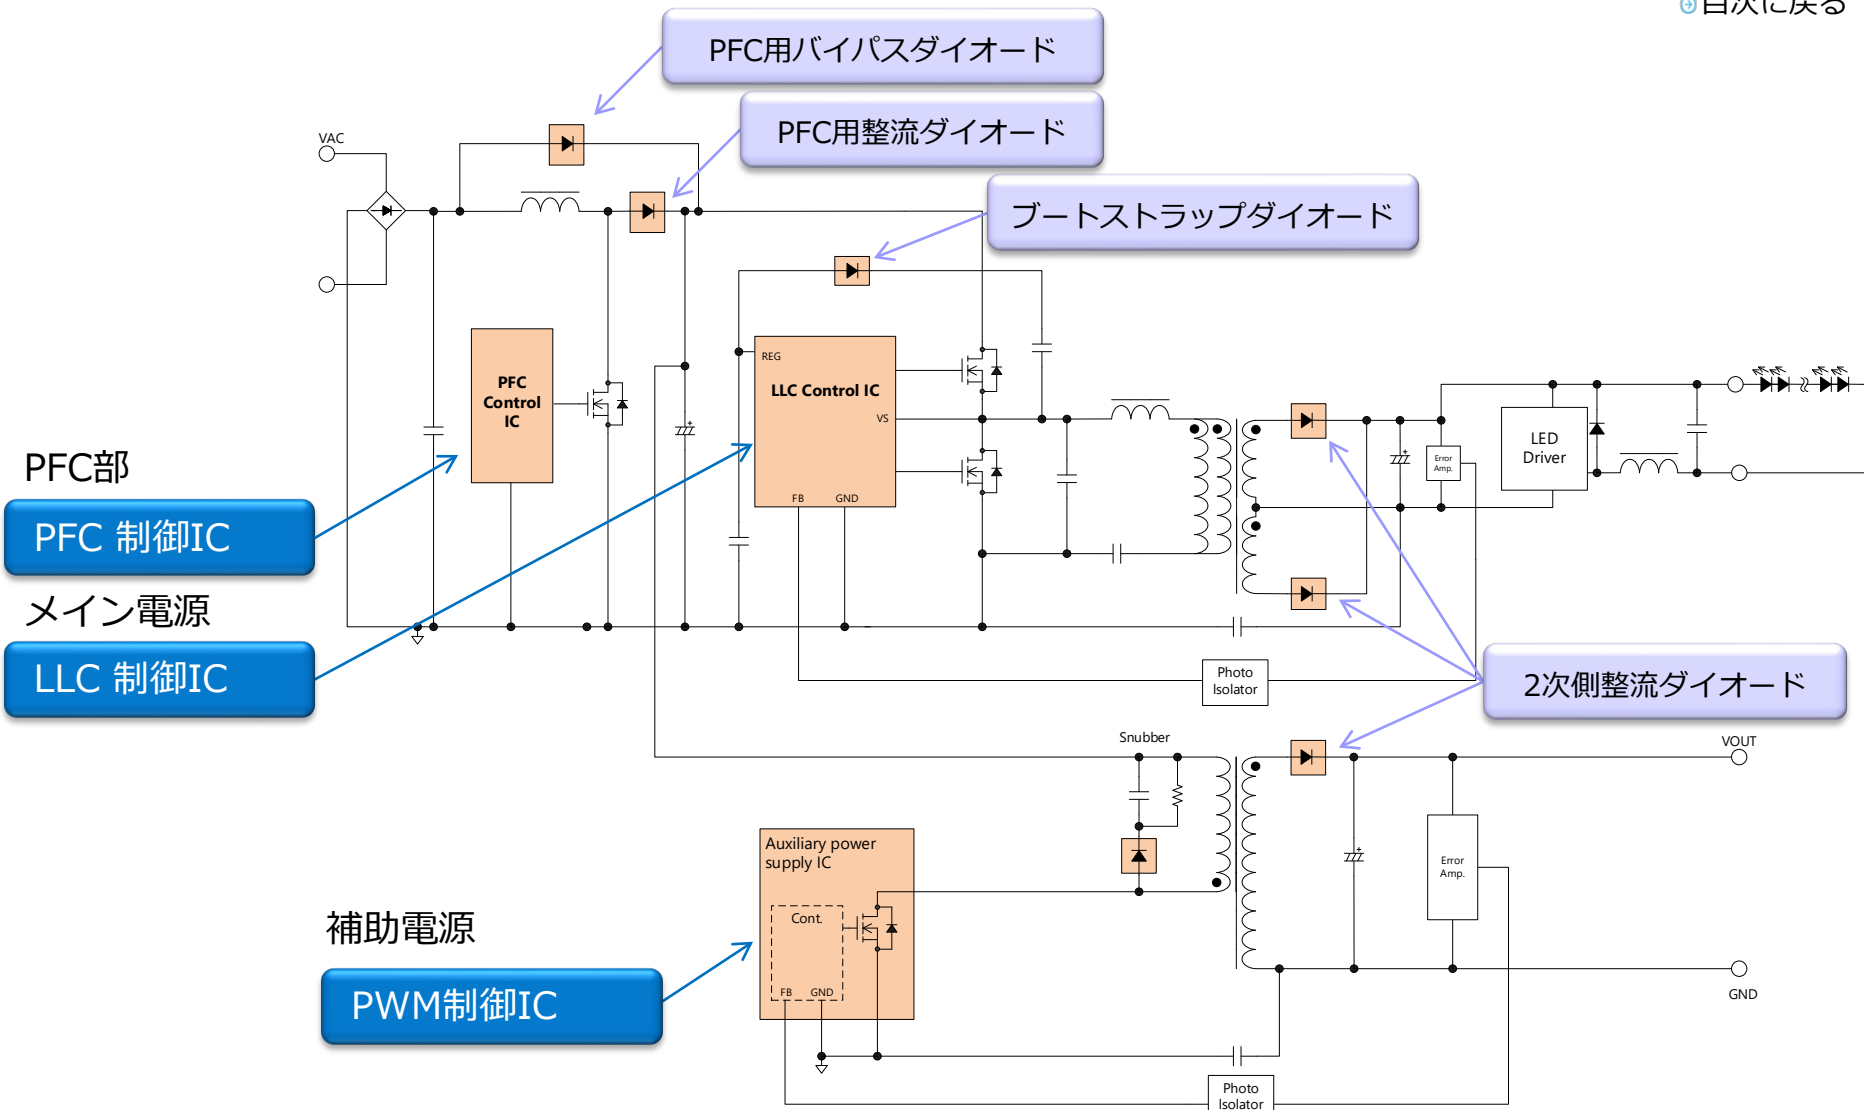 目次に戻る
PFC用バイパスダイオード
PFC用整流ダイオード
VAC
ブートストラップダイオード
PFC
Control
IC
REG
LLC Control IC
VS
FB GND
LED
Driver
Error
Amp.
PFC部
PFC 制御IC
メイン電源
LLC 制御IC
Photo
Isolator
2次側整流ダイオード
Snubber
VOUT
Auxiliary power
supply IC
Cont.
FB GND
Error
Amp.
補助電源
PWM制御IC
GND
Photo
Isolator